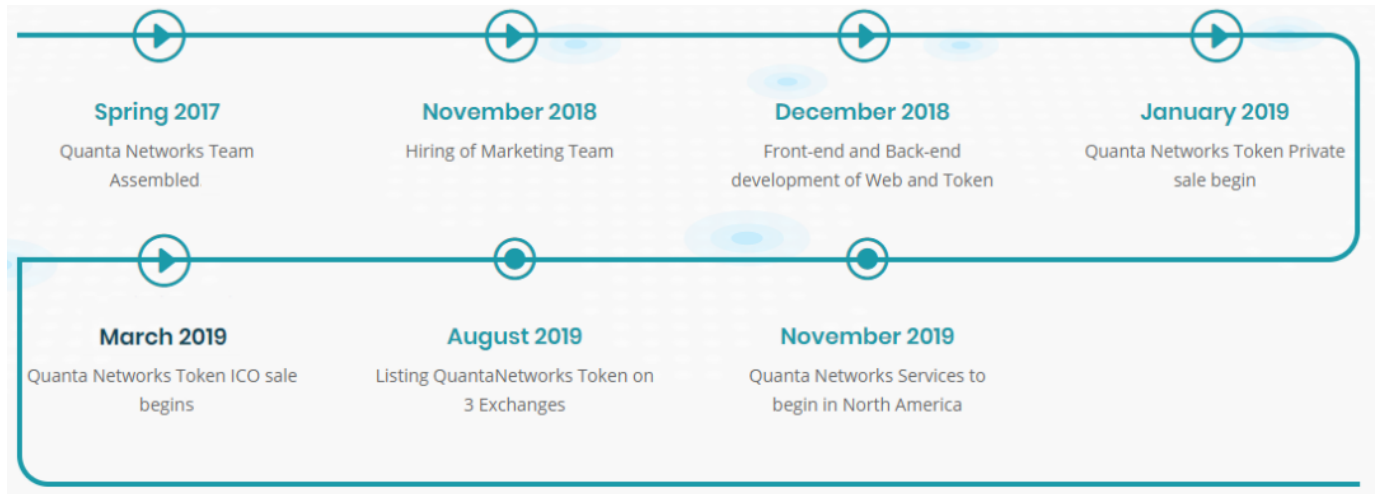 Spring 2017
Quanta Networks Team
Assembled
November 2018
Hiring of Marketing Team
December 2018
Front-end and Back-end
development of Web and Token
January 2019
Quanta Networks Token Private
sale begin
March 2019
Quanta Networks Token ICO sale
begins
August 2019
Listing QuantaNetworks Token on
3 Exchanges
November 2019
Quanta Networks Services to
begin in North America